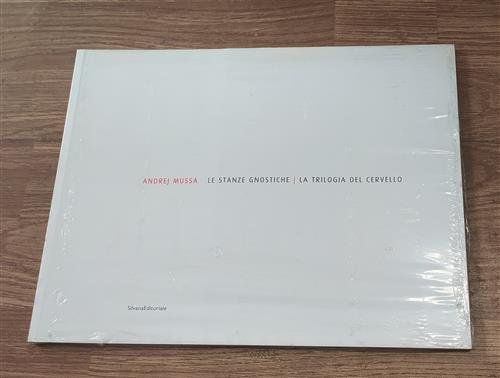 ANDREJ MUSSA LE STANZE GNOSTICHE | LA TRILOGIA DEL CERVELLO
SilvanaEditoriale